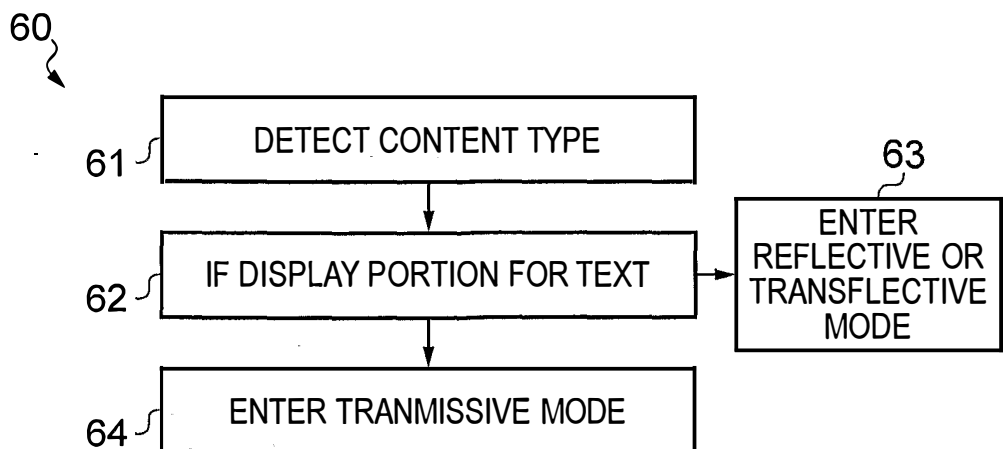 60
61
DETECT CONTENT TYPE
63
62
IF DISPLAY PORTION FOR TEXT
ENTER
REFLECTIVE OR
TRANSFLECTIVE
MODE
64
ENTER TRANMISSIVE MODE